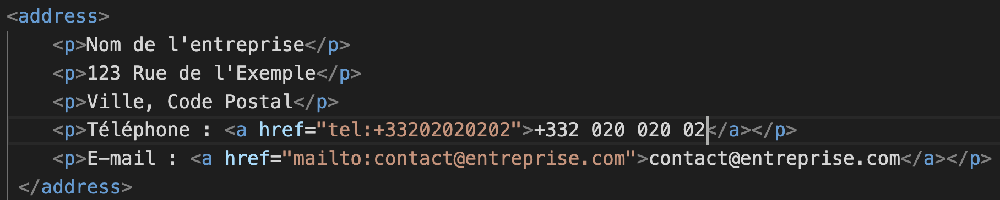 <address>
<p>Nom de l'entreprise</p>
<p>123 Rue de l'Exemple</p>
<p>Ville, Code Postal</p>
<p>Téléphone : <a href="tel:+33202020202">+332 020 020 02</a></p>
<p>E-mail : <a href="mailto:contact@entreprise.com">contact@entreprise.com</a></p>
</address>